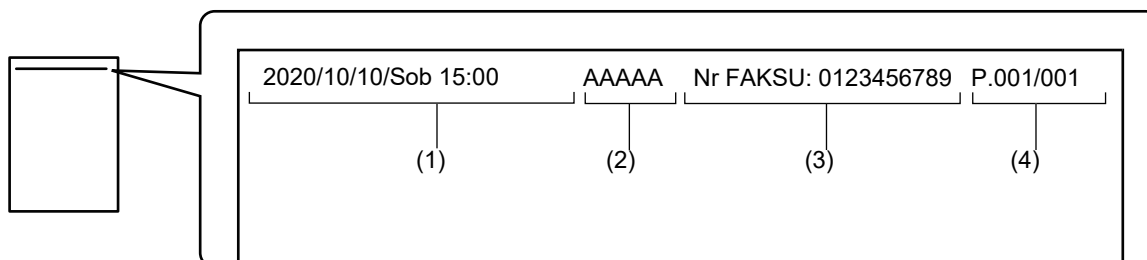 2020/10/10/Sob 15:00 AAAAA Nr FAKSU: 0123456789 P.001/001
(1) (2) (3) (4)